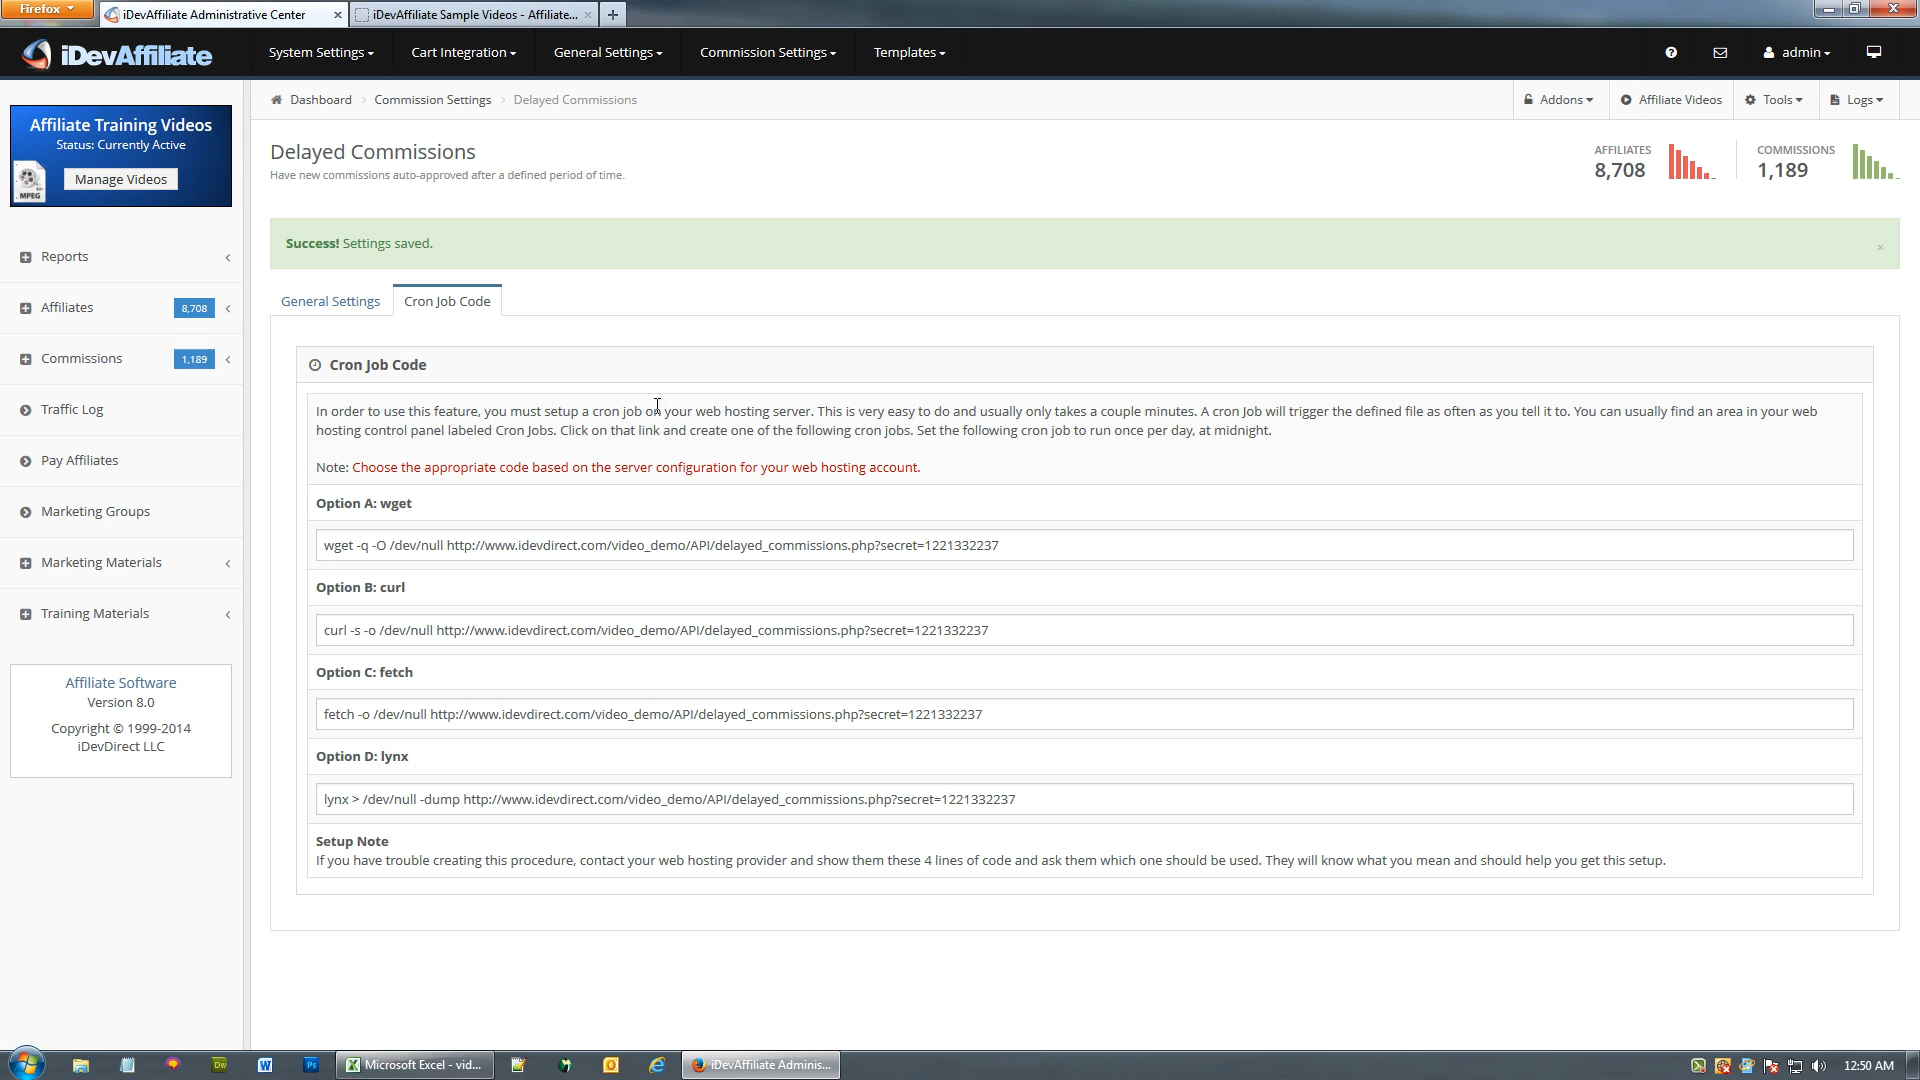 Firefox
iDevAffiliate Administrative Center
iDevAffiliate Sample Videos - Affiliate...
iDevAffiliate
System Settings
Cart Integration
General Settings
Commission Settings
Templates
admin
Affiliate Training Videos
Status: Currently Active
Manage Videos
MPEG
Dashboard
Commission Settings
Delayed Commissions
Addons
Affiliate Videos
Tools
Logs
Delayed Commissions
Have new commissions auto-approved after a defined period of time.
AFFILIATES
8,708
COMMISSIONS
1,189
Success! Settings saved.
×
Reports
Affiliates 8,708
Commissions 1,189
Traffic Log
Pay Affiliates
Marketing Groups
Marketing Materials
Training Materials
Affiliate Software
Version 8.0
Copyright © 1999-2014
iDevDirect LLC
General Settings
Cron Job Code
Cron Job Code
In order to use this feature, you must setup a cron job on your web hosting server. This is very easy to do and usually only takes a couple minutes. A cron Job will trigger the defined file as often as you tell it to. You can usually find an area in your web
hosting control panel labeled Cron Jobs. Click on that link and create one of the following cron jobs. Set the following cron job to run once per day, at midnight.
Note: Choose the appropriate code based on the server configuration for your web hosting account.
Option A: wget
wget -q -O /dev/null http://www.idevdirect.com/video_demo/API/delayed_commissions.php?secret=1221332237
Option B: curl
curl -s -o /dev/null http://www.idevdirect.com/video_demo/API/delayed_commissions.php?secret=1221332237
Option C: fetch
fetch -o /dev/null http://www.idevdirect.com/video_demo/API/delayed_commissions.php?secret=1221332237
Option D: lynx
lynx > /dev/null -dump http://www.idevdirect.com/video_demo/API/delayed_commissions.php?secret=1221332237
Setup Note
If you have trouble creating this procedure, contact your web hosting provider and show them these 4 lines of code and ask them which one should be used. They will know what you mean and should help you get this setup.
Dw
W
Ps
Microsoft Excel - vid...
iDevAffiliate Adminis...
12:50 AM